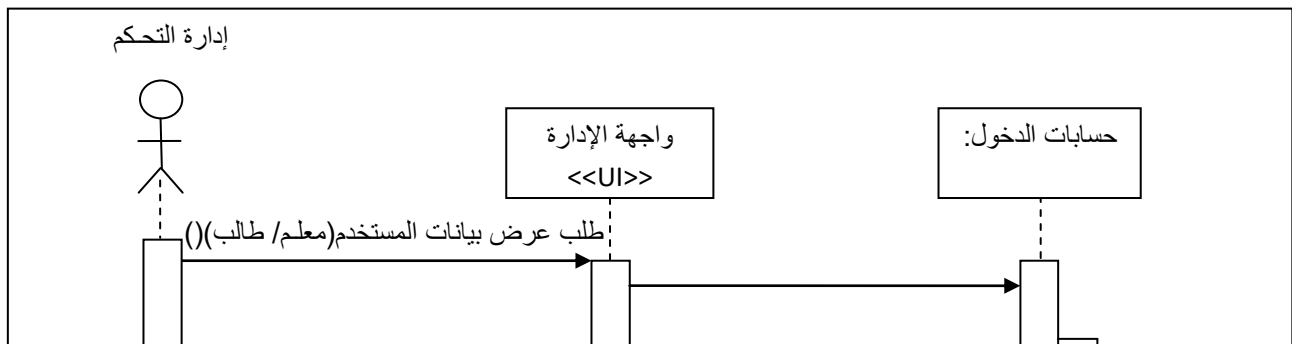 إدارة التحكم
واجهة الإدارة
<<UI>>
حسابات الدخول:
طلب عرض بيانات المستخدم(معلم/ طالب)()